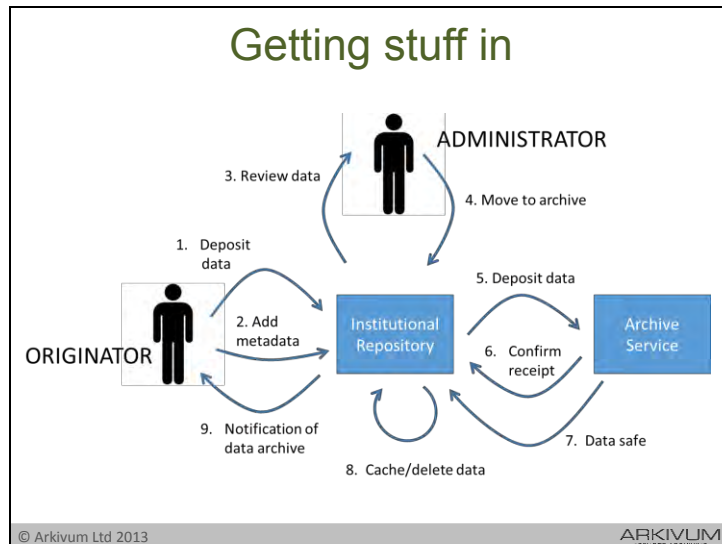 Getting stuff in
ADMINISTRATOR
3. Review data
4. Move to archive
1. Deposit
data
5. Deposit data
2. Add
metadata
Institutional
Repository
Archive
Service
ORIGINATOR
6. Confirm
receipt
9. Notification of
data archive
7. Data safe
8. Cache/delete data
© Arkivum Ltd 2013
ARKIVUM